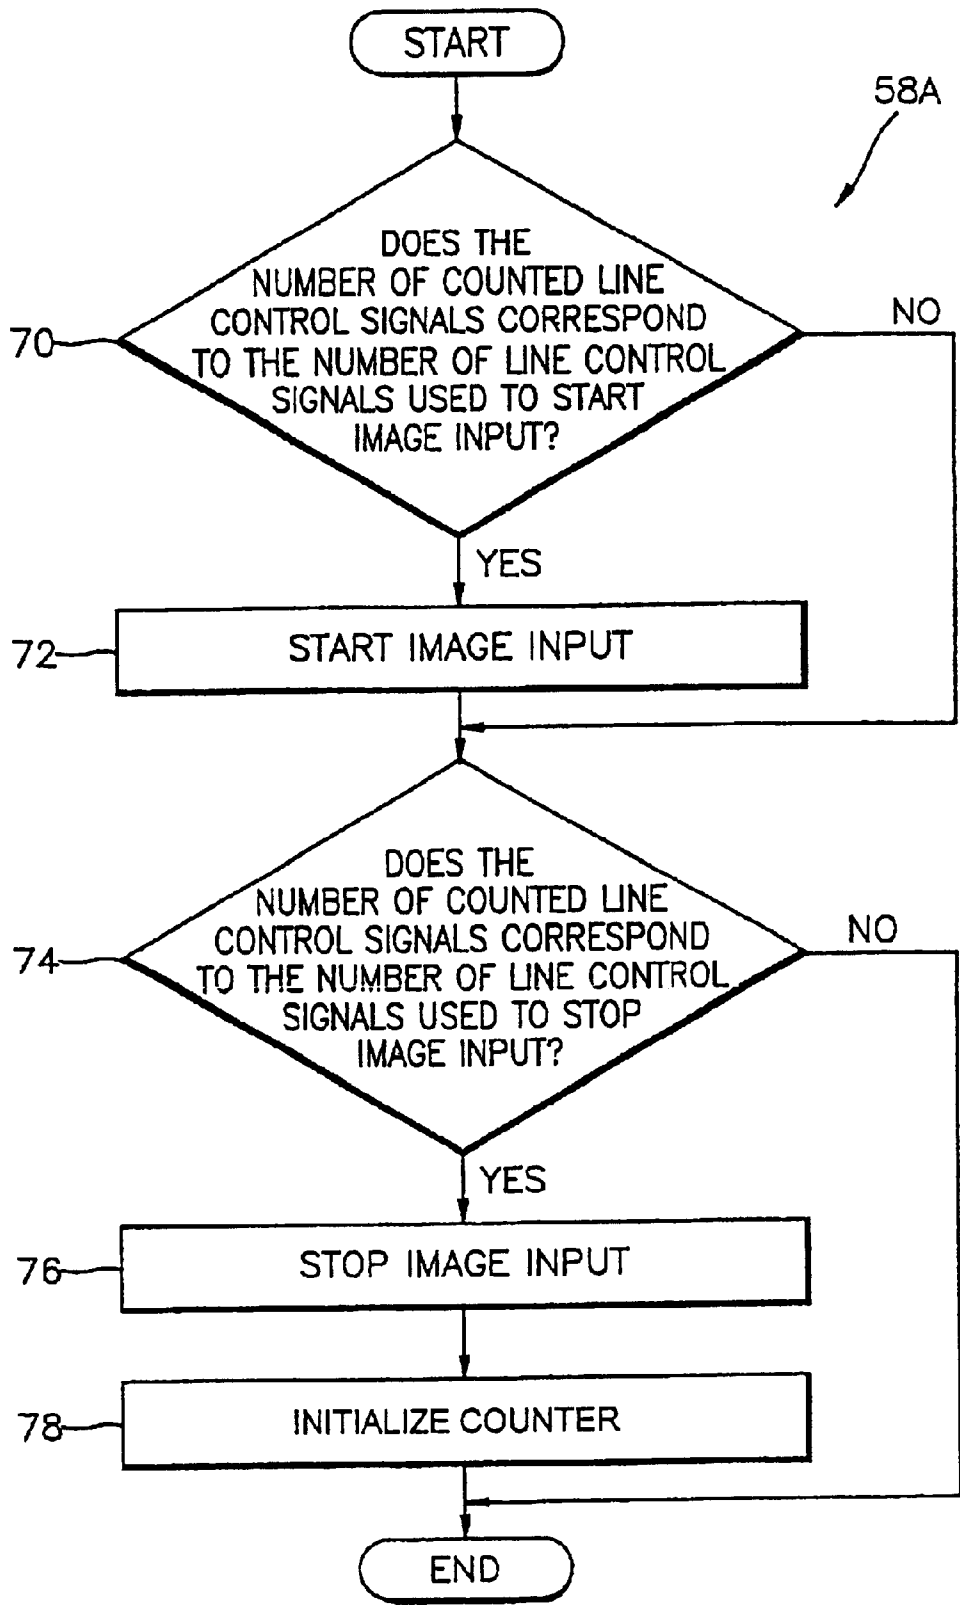 START
58A
DOES THE
NUMBER OF COUNTED LINE
CONTROL SIGNALS CORRESPOND
TO THE NUMBER OF LINE CONTROL
SIGNALS USED TO START
IMAGE INPUT?
NO
70
YES
72
START IMAGE INPUT
DOES THE
NUMBER OF COUNTED LINE
CONTROL SIGNALS CORRESPOND
TO THE NUMBER OF LINE CONTROL
SIGNALS USED TO STOP
IMAGE INPUT?
NO
74
YES
76
STOP IMAGE INPUT
78
INITIALIZE COUNTER
END